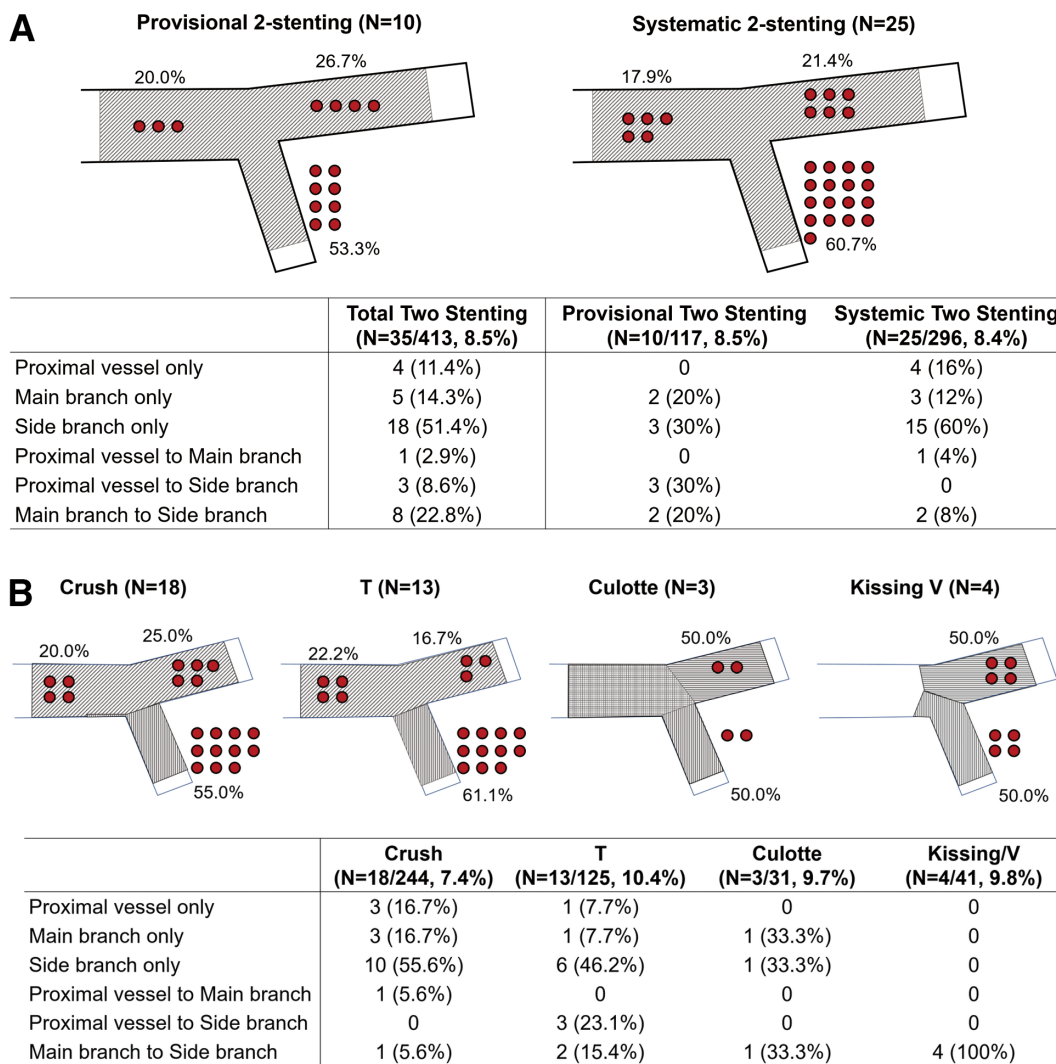 A
Provisional 2-stenting (N=10) Systematic 2-stenting (N=25)
20.0% 26.7% 17.9% 21.4%
53.3% 60.7%
Total Two Stenting Provisional Two Stenting Systemic Two Stenting
(N=35/413, 8.5%) (N=10/117, 8.5%) (N=25/296, 8.4%)
Proximal vessel only 4 (11.4%) 0 4 (16%)
Main branch only 5 (14.3%) 2 (20%) 3 (12%)
Side branch only 18 (51.4%) 3 (30%) 15 (60%)
Proximal vessel to Main branch 1 (2.9%) 0 1 (4%)
Proximal vessel to Side branch 3 (8.6%) 3 (30%) 0
Main branch to Side branch 8 (22.8%) 2 (20%) 2 (8%)
B
Crush (N=18) T (N=13) Culotte (N=3) Kissing V (N=4)
20.0% 25.0% 22.2% 16.7% 50.0% 50.0%
55.0% 61.1% 50.0% 50.0%
Crush T Culotte Kissing/V
(N=18/244, 7.4%) (N=13/125, 10.4%) (N=3/31, 9.7%) (N=4/41, 9.8%)
Proximal vessel only 3 (16.7%) 1 (7.7%) 0 0
Main branch only 3 (16.7%) 1 (7.7%) 1 (33.3%) 0
Side branch only 10 (55.6%) 6 (46.2%) 1 (33.3%) 0
Proximal vessel to Main branch 1 (5.6%) 0 0 0
Proximal vessel to Side branch 0 3 (23.1%) 0 0
Main branch to Side branch 1 (5.6%) 2 (15.4%) 1 (33.3%) 4 (100%)